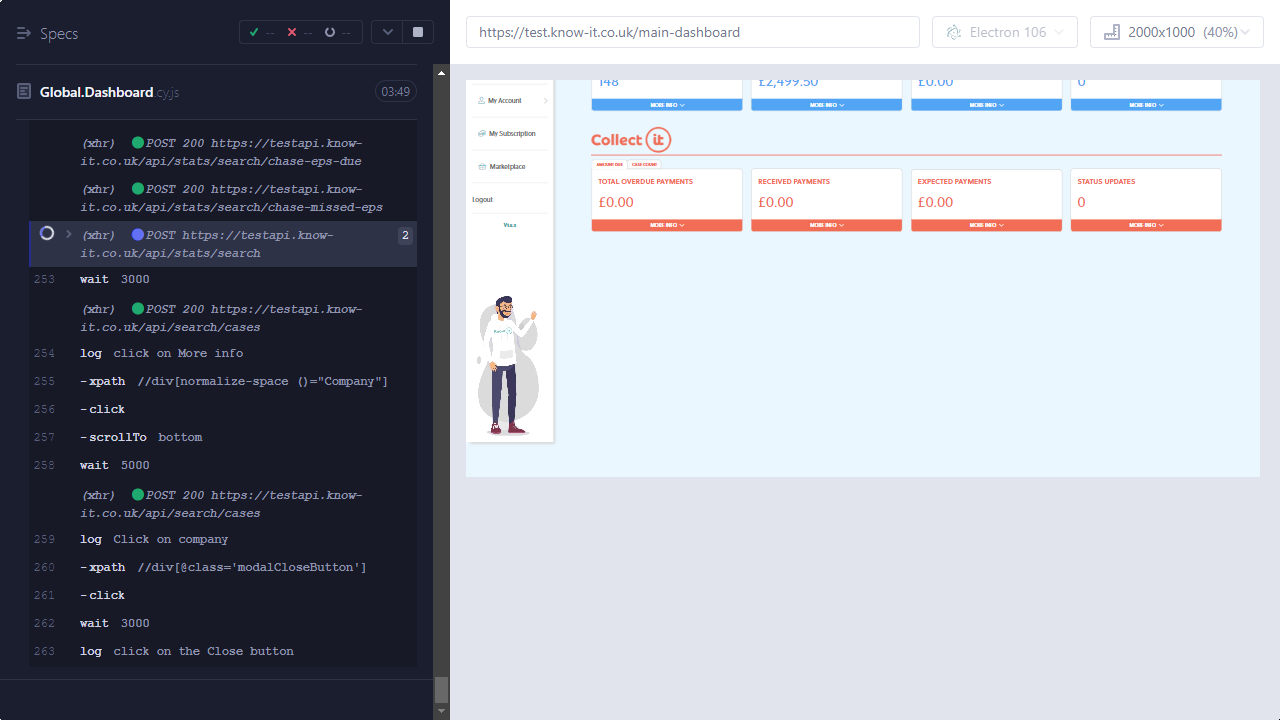 Specs
-- -- --
Global.Dashboard.cy.js
03:49
(xhr) POST 200 https://testapi.know-
it.co.uk/api/stats/search/chase-eps-due
(xhr) POST 200 https://testapi.know-
it.co.uk/api/stats/search/chase-missed-eps
(xhr) POST https://testapi.know-
2
it.co.uk/api/stats/search
253 wait 3000
(xhr) POST 200 https://testapi.know-
it.co.uk/api/search/cases
254 log click on More info
255 -xpath //div[normalize-space ()="Company"]
256 -click
257 -scrollTo bottom
258 wait 5000
(xhr) POST 200 https://testapi.know-
it.co.uk/api/search/cases
259 log Click on company
260 -xpath //div[@class='modalCloseButton']
261 -click
262 wait 3000
263 log click on the Close button
https://test.know-it.co.uk/main-dashboard
Electron 106
2000x1000 (40%)
My Account
My Subscription
Marketplace
Logout
148 £2,499.50 £0.00 0
MORE INFO MORE INFO MORE INFO MORE INFO
Collect it
AMOUNT DUE CASE COUNT
TOTAL OVERDUE PAYMENTS RECEIVED PAYMENTS EXPECTED PAYMENTS STATUS UPDATES
£0.00 £0.00 £0.00 0
MORE INFO MORE INFO MORE INFO MORE INFO